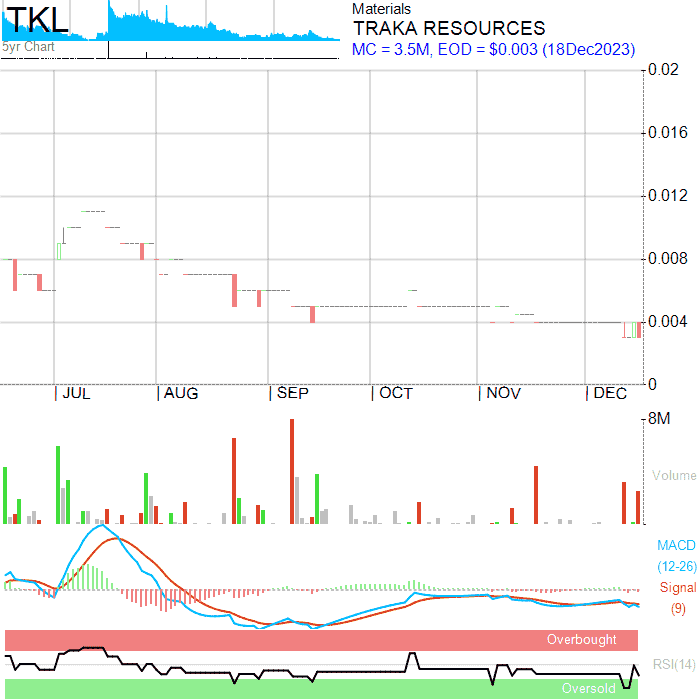 TKL
5yr Chart
Materials
TRAKA RESOURCES
MC = 3.5M, EOD = $0.003 (18Dec2023)
0.02
0.016
0.012
0.008
0.004
0
JUL
AUG
SEP
OCT
NOV
DEC
8M
Volume
MACD
(12-26)
Signal
(9)
Overbought
RSI(14)
Oversold